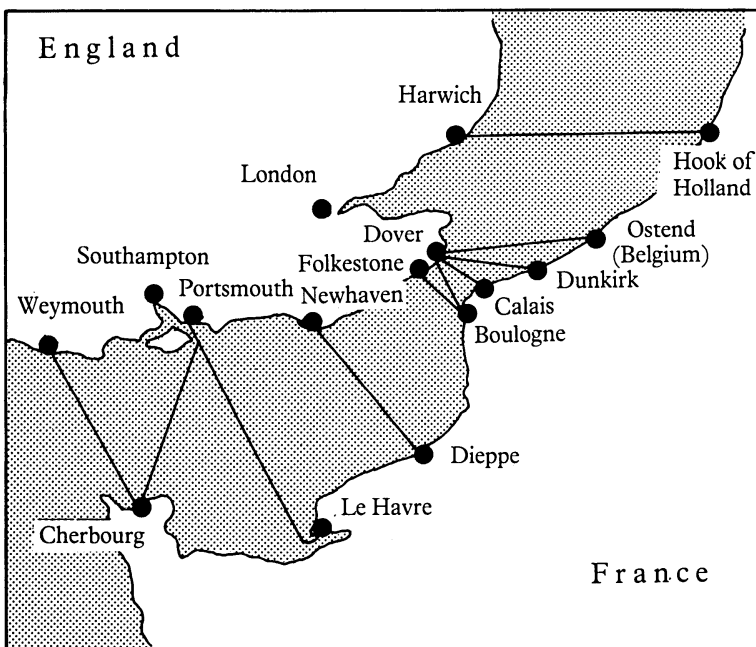 England
Harwich
Hook of
Holland
London
Dover
Ostend
(Belgium)
Southampton
Folkestone
Dunkirk
Portsmouth
Newhaven
Calais
Weymouth
Boulogne
Dieppe
Le Havre
Cherbourg
France